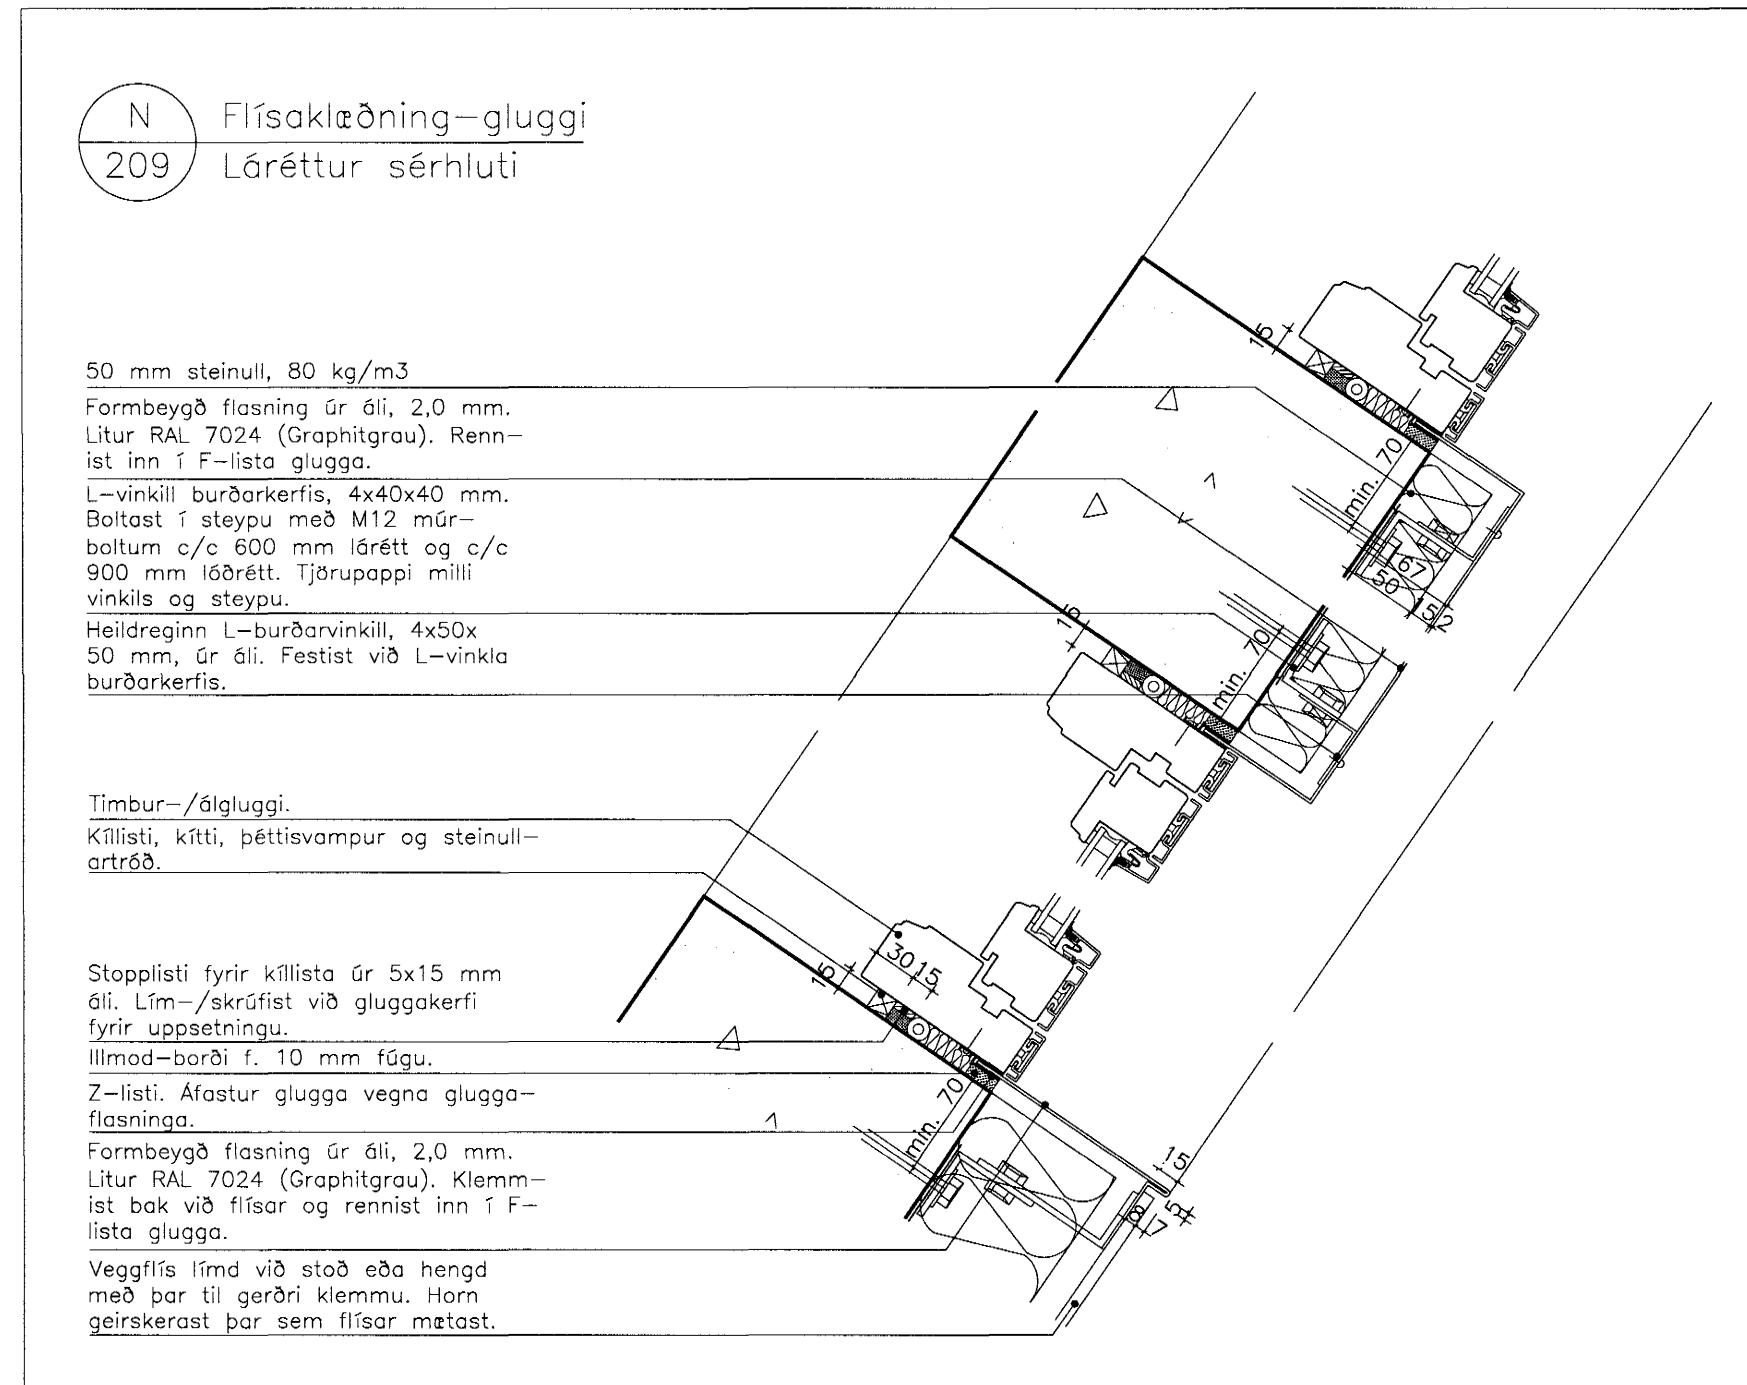 N
209
Flísaklæðning-gluggi
Láréttur sérhluti
50 mm steinull, 80 kg/m3
Formbeygð flasning úr áli, 2,0 mm.
Litur RAL 7024 (Graphitgrau). Renn-
ist inn í F-lista glugga.
L-vinkill burðarkerfis, 4x40x40 mm.
Boltast í steypu með M12 múr-
boltum c/c 600 mm lárétt og c/c
900 mm lóðrétt. Tjörupappi milli
vinkils og steypu.
Heildreginn L-burðarvinkill, 4x50x
50 mm, úr áli. Festist við L-vinkla
burðarkerfis.
Timbur-/álgluggi.
Kíllisti, kítti, þéttisvampur og steinull-
artróð.
Stopplisti fyrir kíllista úr 5x15 mm
áli. Lím-/skrúfist við gluggakerfi
fyrir uppsetningu.
Illmod-borði f. 10 mm fúgu.
Z-listi. Áfastur glugga vegna glugga-
flasninga.
Formbeygð flasning úr áli, 2,0 mm.
Litur RAL 7024 (Graphitgrau). Klemm-
ist bak við flísar og rennist inn í F-
lista glugga.
Veggflís límd við stoð eða hengd
með þar til gerðri klemmu. Horn
geirskerast þar sem flísar mætast.
15
min. 70
67
50
15 2
15
min. 70
15
30 15
min. 70
15
5
8 17